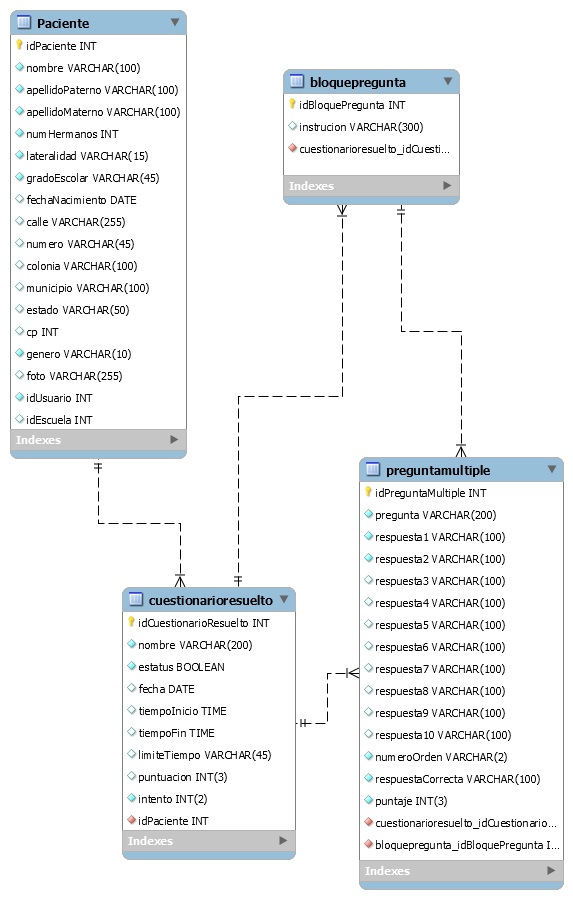 Paciente
idPaciente INT
nombre VARCHAR(100)
apellidoPaterno VARCHAR(100)
apellidoMaterno VARCHAR(100)
numHermanos INT
lateralidad VARCHAR(15)
gradoEscolar VARCHAR(45)
fechaNacimiento DATE
calle VARCHAR(255)
numero VARCHAR(45)
colonia VARCHAR(100)
municipio VARCHAR(100)
estado VARCHAR(50)
cp INT
genero VARCHAR(10)
foto VARCHAR(255)
idUsuario INT
idEscuela INT
Indexes
bloquepregunta
idBloquePregunta INT
instrucion VARCHAR(300)
cuestionarioresuelto_idCuesti...
Indexes
preguntamultiple
idPreguntaMultiple INT
pregunta VARCHAR(200)
respuesta1 VARCHAR(100)
respuesta2 VARCHAR(100)
respuesta3 VARCHAR(100)
respuesta4 VARCHAR(100)
respuesta5 VARCHAR(100)
respuesta6 VARCHAR(100)
respuesta7 VARCHAR(100)
respuesta8 VARCHAR(100)
respuesta9 VARCHAR(100)
respuesta10 VARCHAR(100)
numeroOrden VARCHAR(2)
respuestaCorrecta VARCHAR(100)
puntaje INT(3)
cuestionarioresuelto_idCuestionario...
bloquepregunta_idBloquePregunta I...
Indexes
cuestionarioresuelto
idCuestionarioResuelto INT
nombre VARCHAR(200)
estatus BOOLEAN
fecha DATE
tiempoInicio TIME
tiempoFin TIME
limiteTiempo VARCHAR(45)
puntuacion INT(3)
intento INT(2)
idPaciente INT
Indexes